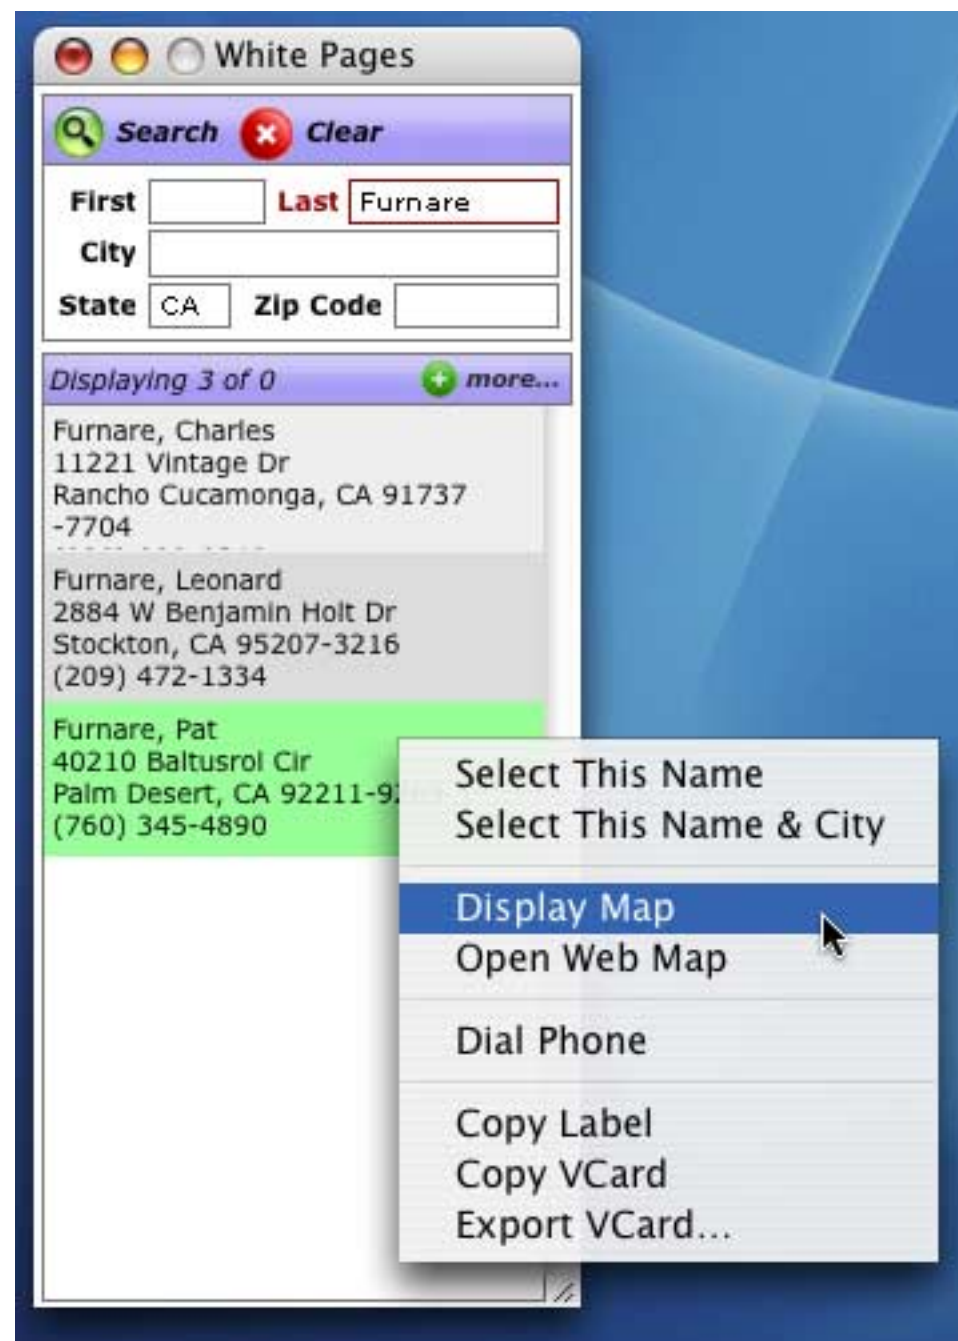 White Pages
Search Clear
First Last Furnare
City
State CA Zip Code
Displaying 3 of 0 more...
Furnare, Charles
11221 Vintage Dr
Rancho Cucamonga, CA 91737
-7704
Furnare, Leonard
2884 W Benjamin Holt Dr
Stockton, CA 95207-3216
(209) 472-1334
Furnare, Pat
40210 Baltusrol Cir
Palm Desert, CA
(760) 345-4890
Select This Name
Select This Name & City
Display Map
Open Web Map
Dial Phone
Copy Label
Copy VCard
Export VCard...